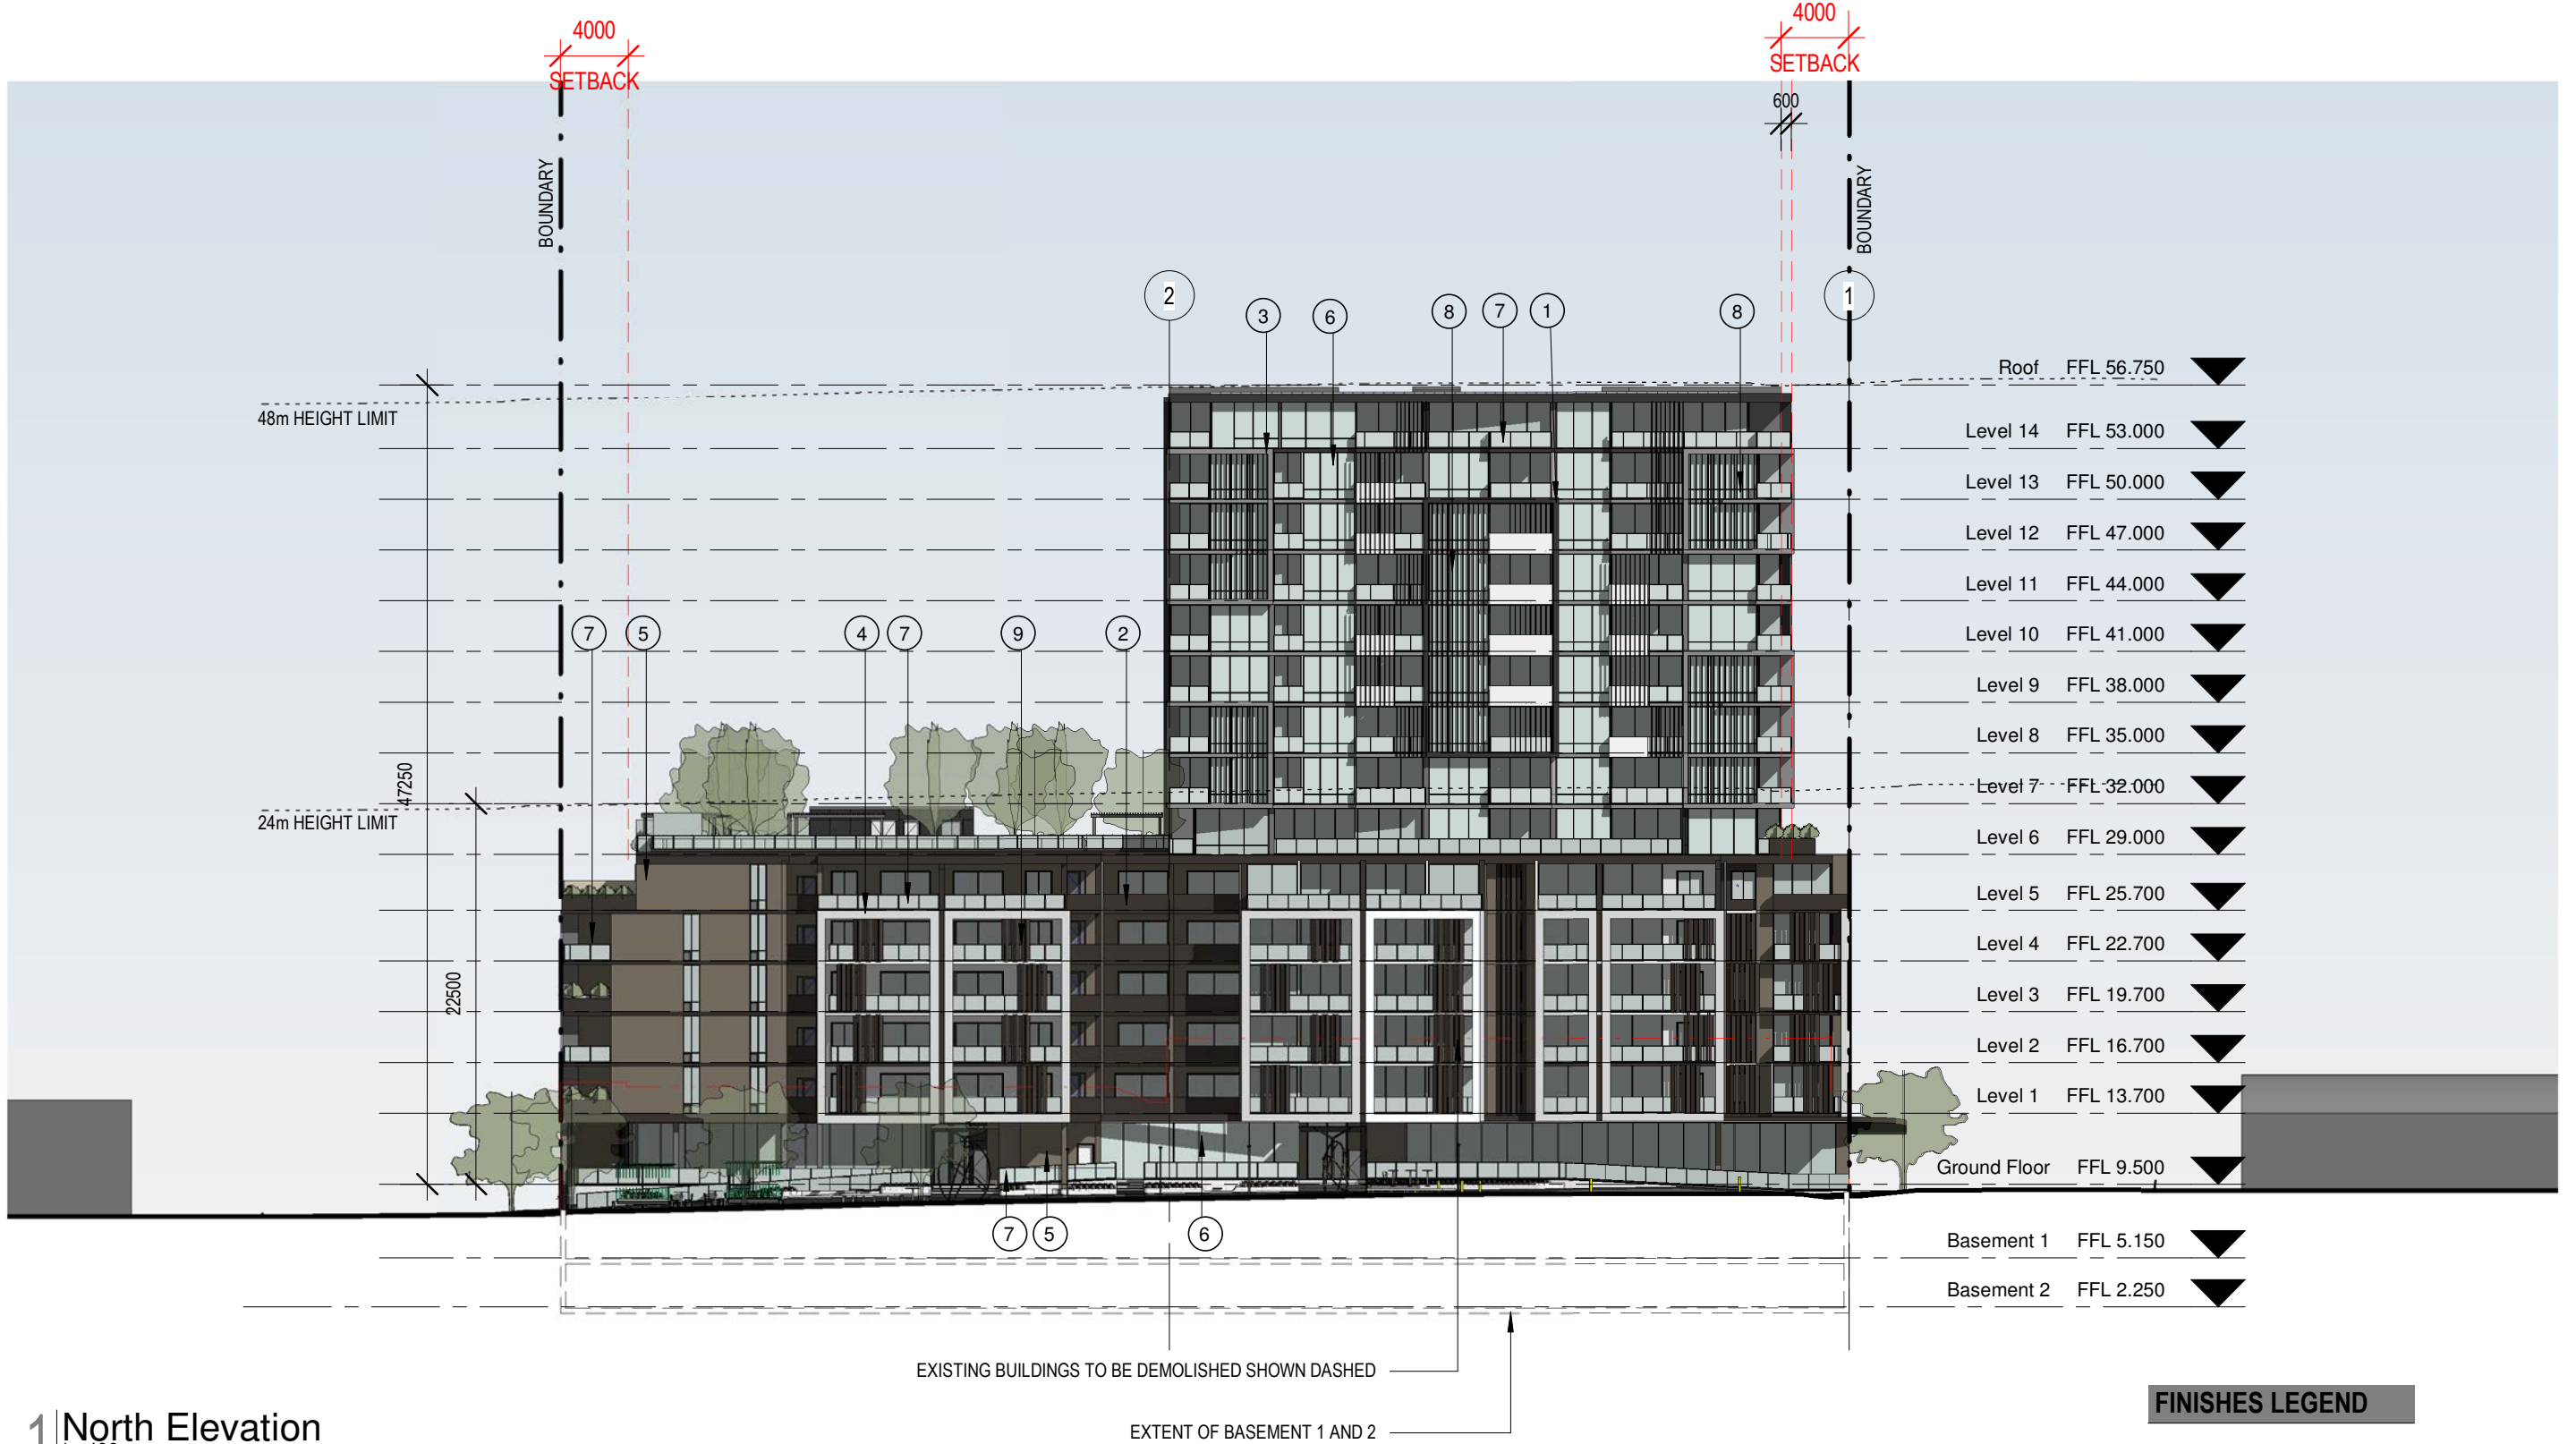 4000
SETBACK
4000
SETBACK
600
BOUNDARY
BOUNDARY
2
3
6
8
7
1
8
1
48m HEIGHT LIMIT
Roof FFL 56.750
Level 14 FFL 53.000
Level 13 FFL 50.000
Level 12 FFL 47.000
Level 11 FFL 44.000
Level 10 FFL 41.000
Level 9 FFL 38.000
Level 8 FFL 35.000
Level 7 FFL 32.000
Level 6 FFL 29.000
Level 5 FFL 25.700
Level 4 FFL 22.700
Level 3 FFL 19.700
Level 2 FFL 16.700
Level 1 FFL 13.700
Ground Floor FFL 9.500
Basement 1 FFL 5.150
Basement 2 FFL 2.250
7
5
4
7
9
2
47250
24m HEIGHT LIMIT
22500
7
5
6
EXISTING BUILDINGS TO BE DEMOLISHED SHOWN DASHED
EXTENT OF BASEMENT 1 AND 2
1 North Elevation
FINISHES LEGEND